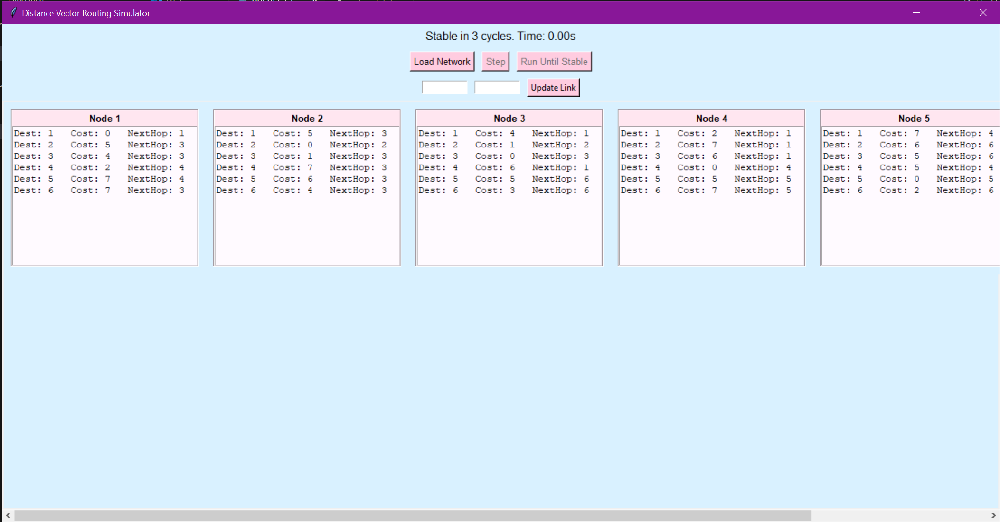 Distance Vector Routing Simulator
Stable in 3 cycles. Time: 0.00s
Load Network Step Run Until Stable
Update Link
Node 1
Dest: 1 Cost: 0 NextHop: 1
Dest: 2 Cost: 5 NextHop: 3
Dest: 3 Cost: 4 NextHop: 3
Dest: 4 Cost: 2 NextHop: 4
Dest: 5 Cost: 7 NextHop: 4
Dest: 6 Cost: 7 NextHop: 3
Node 2
Dest: 1 Cost: 5 NextHop: 3
Dest: 2 Cost: 0 NextHop: 2
Dest: 3 Cost: 1 NextHop: 3
Dest: 4 Cost: 7 NextHop: 3
Dest: 5 Cost: 6 NextHop: 3
Dest: 6 Cost: 4 NextHop: 3
Node 3
Dest: 1 Cost: 4 NextHop: 1
Dest: 2 Cost: 1 NextHop: 2
Dest: 3 Cost: 0 NextHop: 3
Dest: 4 Cost: 6 NextHop: 1
Dest: 5 Cost: 5 NextHop: 6
Dest: 6 Cost: 3 NextHop: 6
Node 4
Dest: 1 Cost: 2 NextHop: 1
Dest: 2 Cost: 7 NextHop: 1
Dest: 3 Cost: 6 NextHop: 1
Dest: 4 Cost: 0 NextHop: 4
Dest: 5 Cost: 5 NextHop: 5
Dest: 6 Cost: 7 NextHop: 5
Node 5
Dest: 1 Cost: 7 NextHop: 4
Dest: 2 Cost: 6 NextHop: 6
Dest: 3 Cost: 5 NextHop: 6
Dest: 4 Cost: 5 NextHop: 4
Dest: 5 Cost: 0 NextHop: 5
Dest: 6 Cost: 2 NextHop: 6